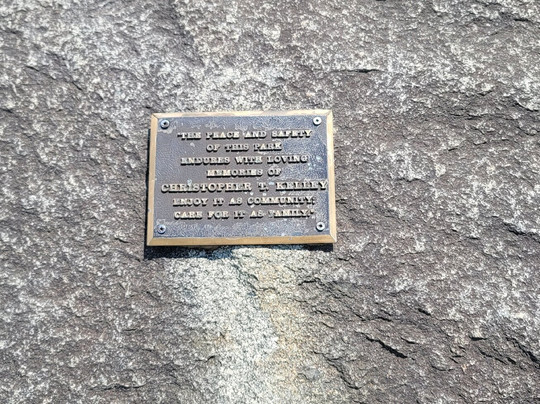 "THE PEACE AND SAFETY
OF THIS PARK
ENDURES WITH LOVING
MEMORIES OF
CHRISTOPHER T. KELLEY
ENJOY IT AS COMMUNITY.
CARE FOR IT AS FAMILY."